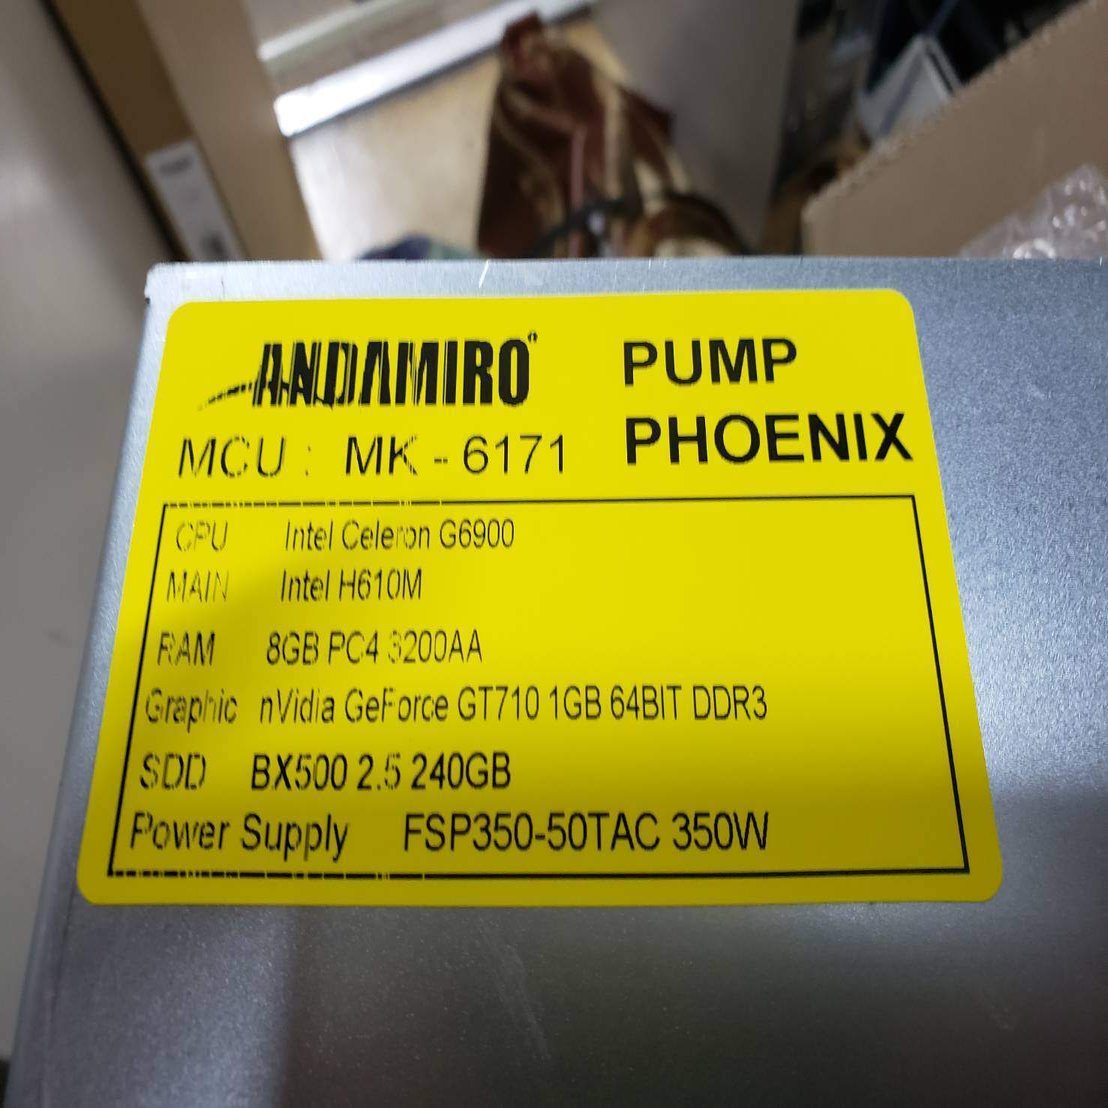 ANDAMIRO
PUMP
PHOENIX
MCU : MK - 6171
CPU Intel Celeron G6900
MAIN Intel H610M
RAM 8GB PC4 3200AA
Graphic nVidia GeForce GT710 1GB 64BIT DDR3
SDD BX500 2.5 240GB
Power Supply FSP350-50TAC 350W